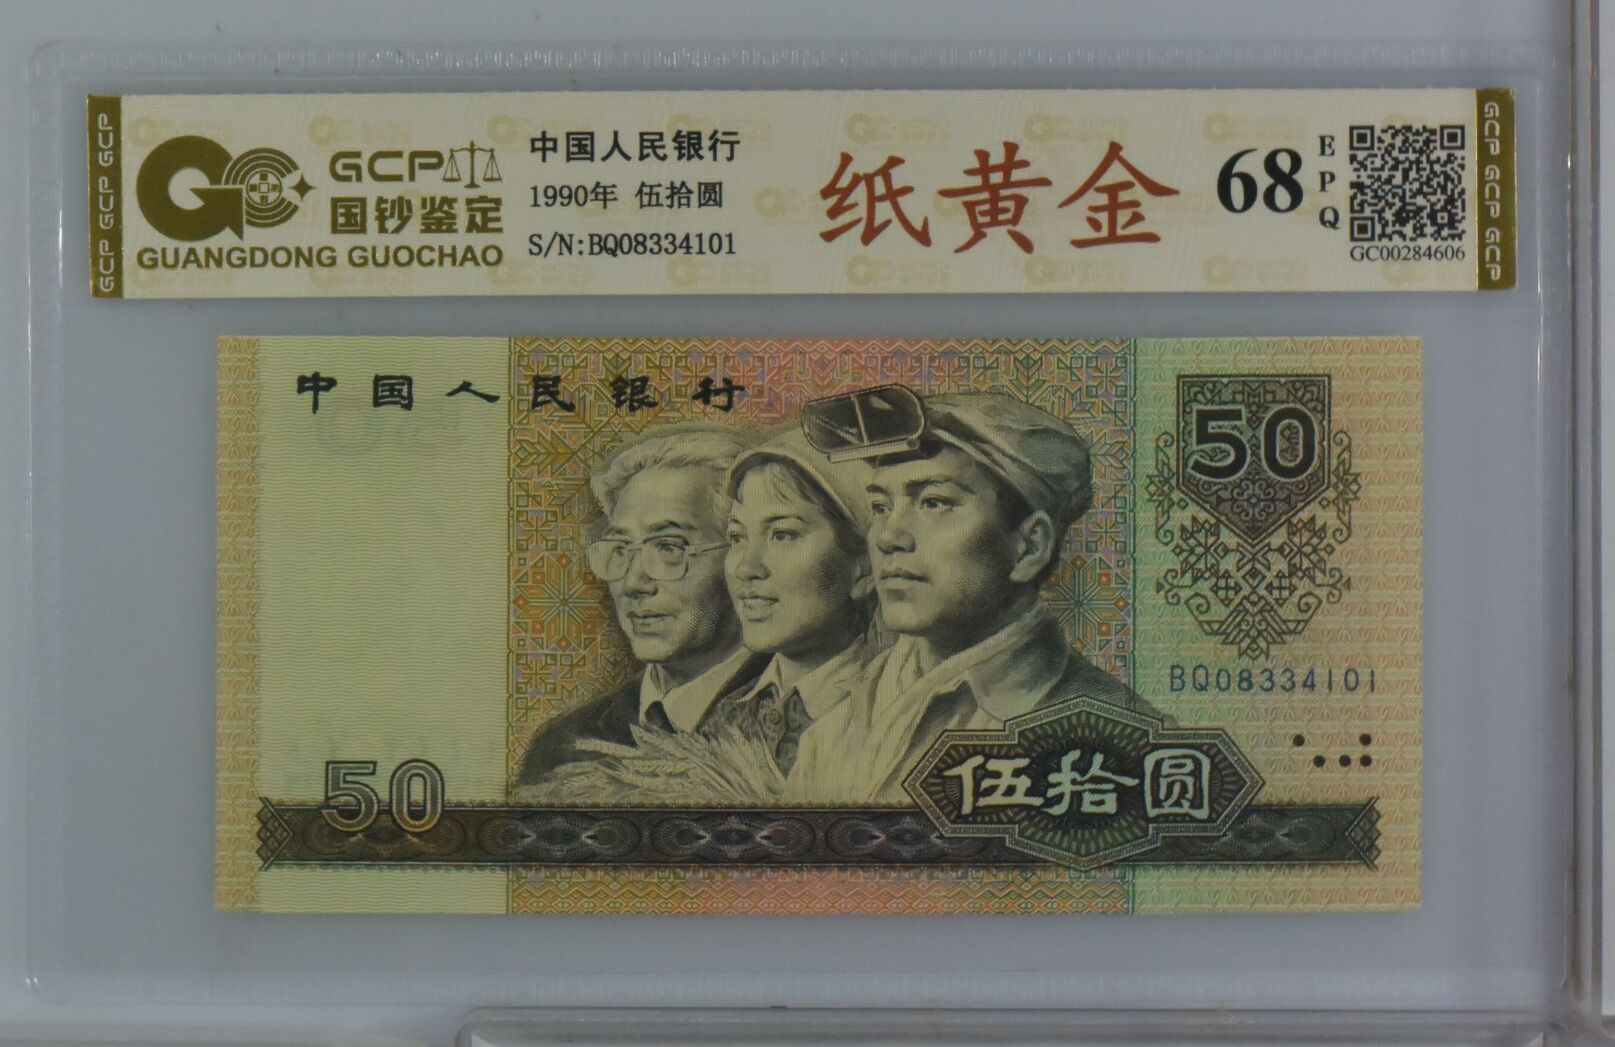 GCP GCP GCP
GCP
国钞鉴定
GUANGDONG GUOCHAO
中国人民银行
1990年 伍拾圆
S/N:BQ08334101
纸黄金
68
EPQ
GC00284606
GCP GCP GCP
中国人民银行
50
BQ08334101
50
伍拾圆